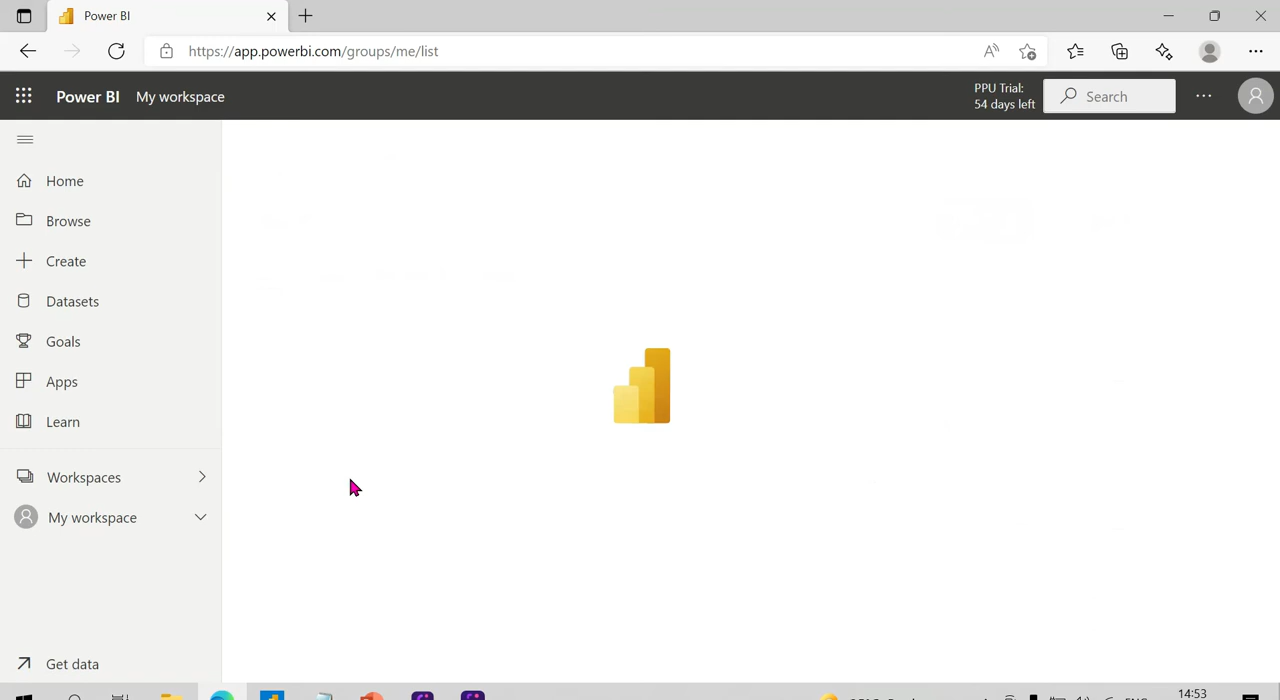 Power BI
https://app.powerbi.com/groups/me/list
Power BI My workspace
PPU Trial:
54 days left
Search
Home
Browse
Create
Datasets
Goals
Apps
Learn
Workspaces
My workspace
Get data
14:53